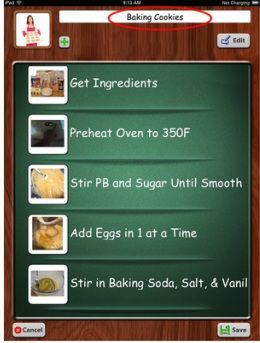 iPad
9:13 AM
Not Charging
Baking Cookies
Edit
Get Ingredients
Preheat Oven to 350F
Stir PB and Sugar Until Smooth
Add Eggs in 1 at a Time
Stir in Baking Soda, Salt, & Vanil
Cancel
Save